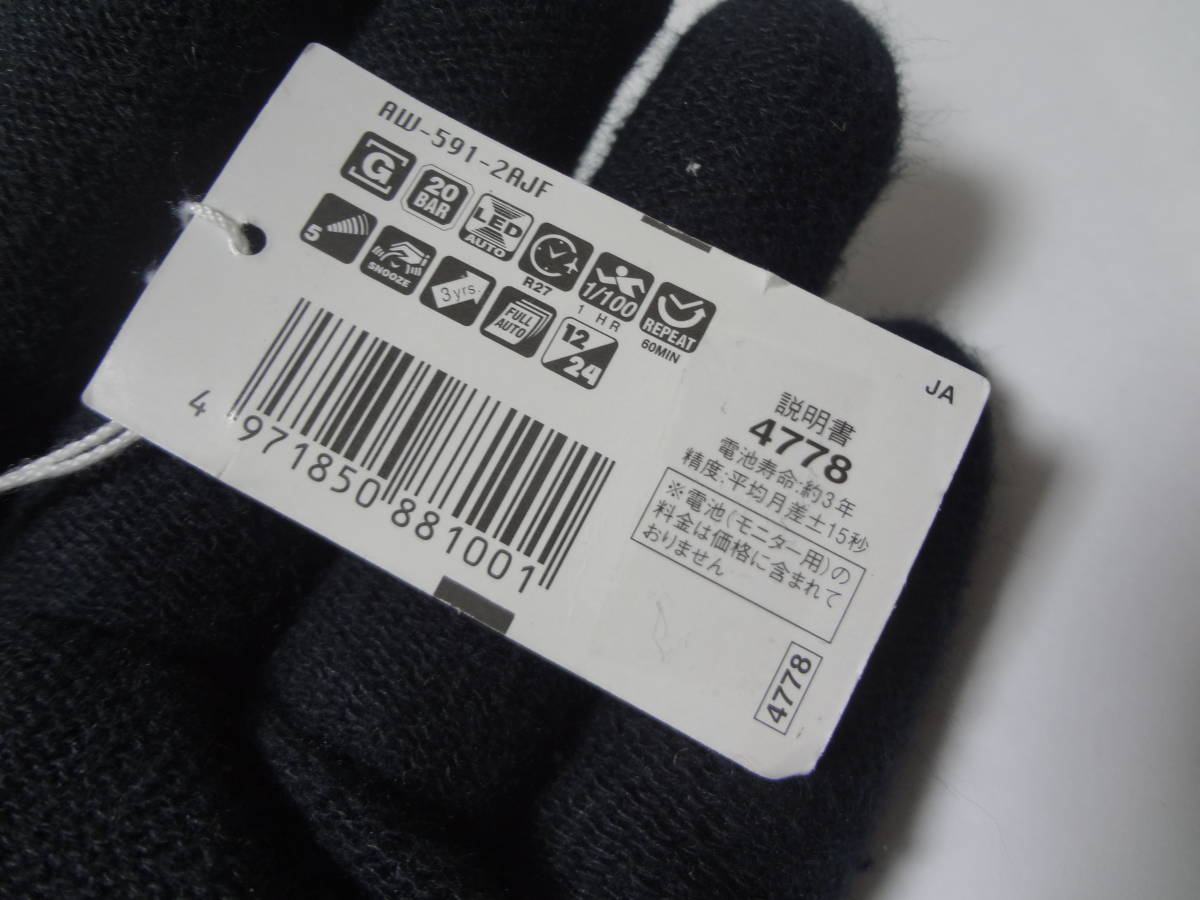 AW-591-2AJF
G
20 BAR
LED AUTO
R27
1/100
1 HR
REPEAT
60MIN
5
SNOOZE
3yrs.
FULL AUTO
12/24
JA
4 971850 881001
説明書
4778
電池寿命:約3年
精度:平均月差±15秒
※電池(モニター用)の
料金は価格に含まれて
おりません
4778